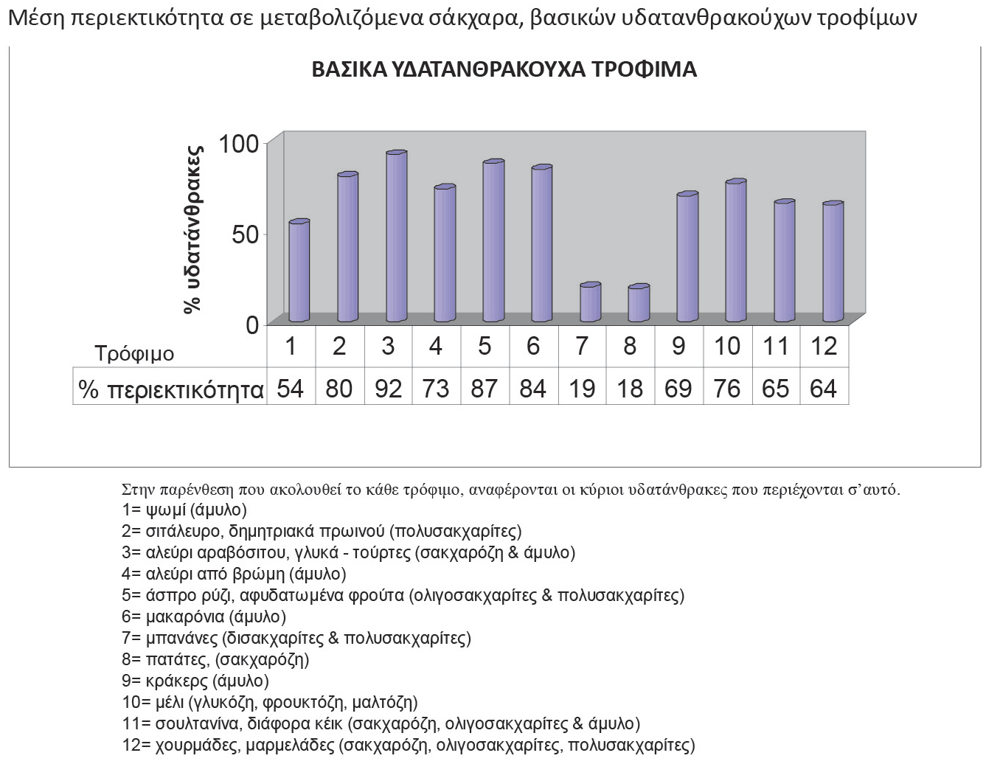 Μέση περιεκτικότητα σε μεταβολιζόμενα σάκχαρα, βασικών υδατανθρακούχων τροφίμων
ΒΑΣΙΚΑ ΥΔΑΤΑΝΘΡΑΚΟΥΧΑ ΤΡΟΦΙΜΑ
% υδατάνθρακες
100
50
0
Τρόφιμο 1 2 3 4 5 6 7 8 9 10 11 12
% περιεκτικότητα 54 80 92 73 87 84 19 18 69 76 65 64
Στην παρένθεση που ακολουθεί το κάθε τρόφιμο, αναφέρονται οι κύριοι υδατάνθρακες που περιέχονται σ’αυτό.
1= ψωμί (άμυλο)
2= σιτάλευρο, δημητριακά πρωινού (πολυσακχαρίτες)
3= αλεύρι αραβόσιτου, γλυκά - τούρτες (σακχαρόζη & άμυλο)
4= αλεύρι από βρώμη (άμυλο)
5= άσπρο ρύζι, αφυδατωμένα φρούτα (ολιγοσακχαρίτες & πολυσακχαρίτες)
6= μακαρόνια (άμυλο)
7= μπανάνες (δισακχαρίτες & πολυσακχαρίτες)
8= πατάτες, (σακχαρόζη)
9= κράκερς (άμυλο)
10= μέλι (γλυκόζη, φρουκτόζη, μαλτόζη)
11= σουλτανίνα, διάφορα κέικ (σακχαρόζη, ολιγοσακχαρίτες & άμυλο)
12= χουρμάδες, μαρμελάδες (σακχαρόζη, ολιγοσακχαρίτες, πολυσακχαρίτες)